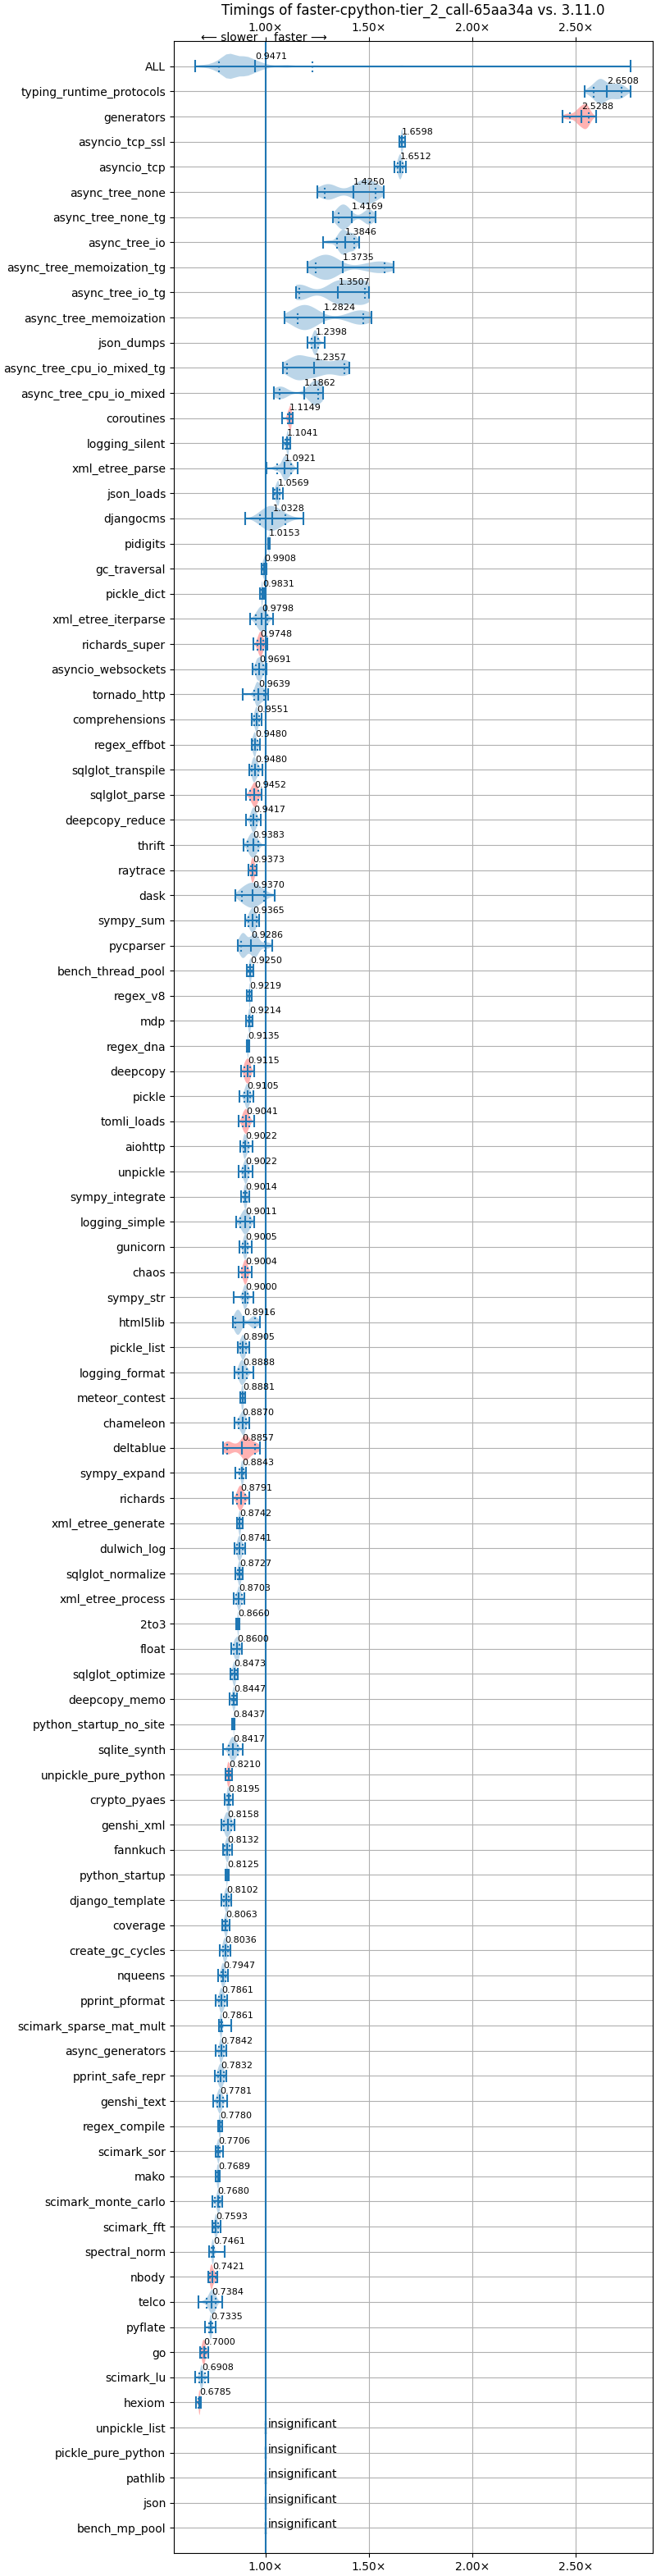 Timings of faster-cpython-tier_2_call-65aa34a vs. 3.11.0
1.00× 1.50× 2.00× 2.50×
⟵ slower faster ⟶
ALL 0.9471
typing_runtime_protocols 2.6508
generators 2.5288
asyncio_tcp_ssl 1.6598
asyncio_tcp 1.6512
async_tree_none 1.4250
async_tree_none_tg 1.4169
async_tree_io 1.3846
async_tree_memoization_tg 1.3735
async_tree_io_tg 1.3507
async_tree_memoization 1.2824
json_dumps 1.2398
async_tree_cpu_io_mixed_tg 1.2357
async_tree_cpu_io_mixed 1.1862
coroutines 1.1149
logging_silent 1.1041
xml_etree_parse 1.0921
json_loads 1.0569
djangocms 1.0328
pidigits 1.0153
gc_traversal 0.9908
pickle_dict 0.9831
xml_etree_iterparse 0.9798
richards_super 0.9748
asyncio_websockets 0.9691
tornado_http 0.9639
comprehensions 0.9551
regex_effbot 0.9480
sqlglot_transpile 0.9480
sqlglot_parse 0.9452
deepcopy_reduce 0.9417
thrift 0.9383
raytrace 0.9373
dask 0.9370
sympy_sum 0.9365
pycparser 0.9286
bench_thread_pool 0.9250
regex_v8 0.9219
mdp 0.9214
regex_dna 0.9135
deepcopy 0.9115
pickle 0.9105
tomli_loads 0.9041
aiohttp 0.9022
unpickle 0.9022
sympy_integrate 0.9014
logging_simple 0.9011
gunicorn 0.9005
chaos 0.9004
sympy_str 0.9000
html5lib 0.8916
pickle_list 0.8905
logging_format 0.8888
meteor_contest 0.8881
chameleon 0.8870
deltablue 0.8857
sympy_expand 0.8843
richards 0.8791
xml_etree_generate 0.8742
dulwich_log 0.8741
sqlglot_normalize 0.8727
xml_etree_process 0.8703
2to3 0.8660
float 0.8600
sqlglot_optimize 0.8473
deepcopy_memo 0.8447
python_startup_no_site 0.8437
sqlite_synth 0.8417
unpickle_pure_python 0.8210
crypto_pyaes 0.8195
genshi_xml 0.8158
fannkuch 0.8132
python_startup 0.8125
django_template 0.8102
coverage 0.8063
create_gc_cycles 0.8036
nqueens 0.7947
pprint_pformat 0.7861
scimark_sparse_mat_mult 0.7861
async_generators 0.7842
pprint_safe_repr 0.7832
genshi_text 0.7781
regex_compile 0.7780
scimark_sor 0.7706
mako 0.7689
scimark_monte_carlo 0.7680
scimark_fft 0.7593
spectral_norm 0.7461
nbody 0.7421
telco 0.7384
pyflate 0.7335
go 0.7000
scimark_lu 0.6908
hexiom 0.6785
unpickle_list insignificant
pickle_pure_python insignificant
pathlib insignificant
json insignificant
bench_mp_pool insignificant
1.00× 1.50× 2.00× 2.50×